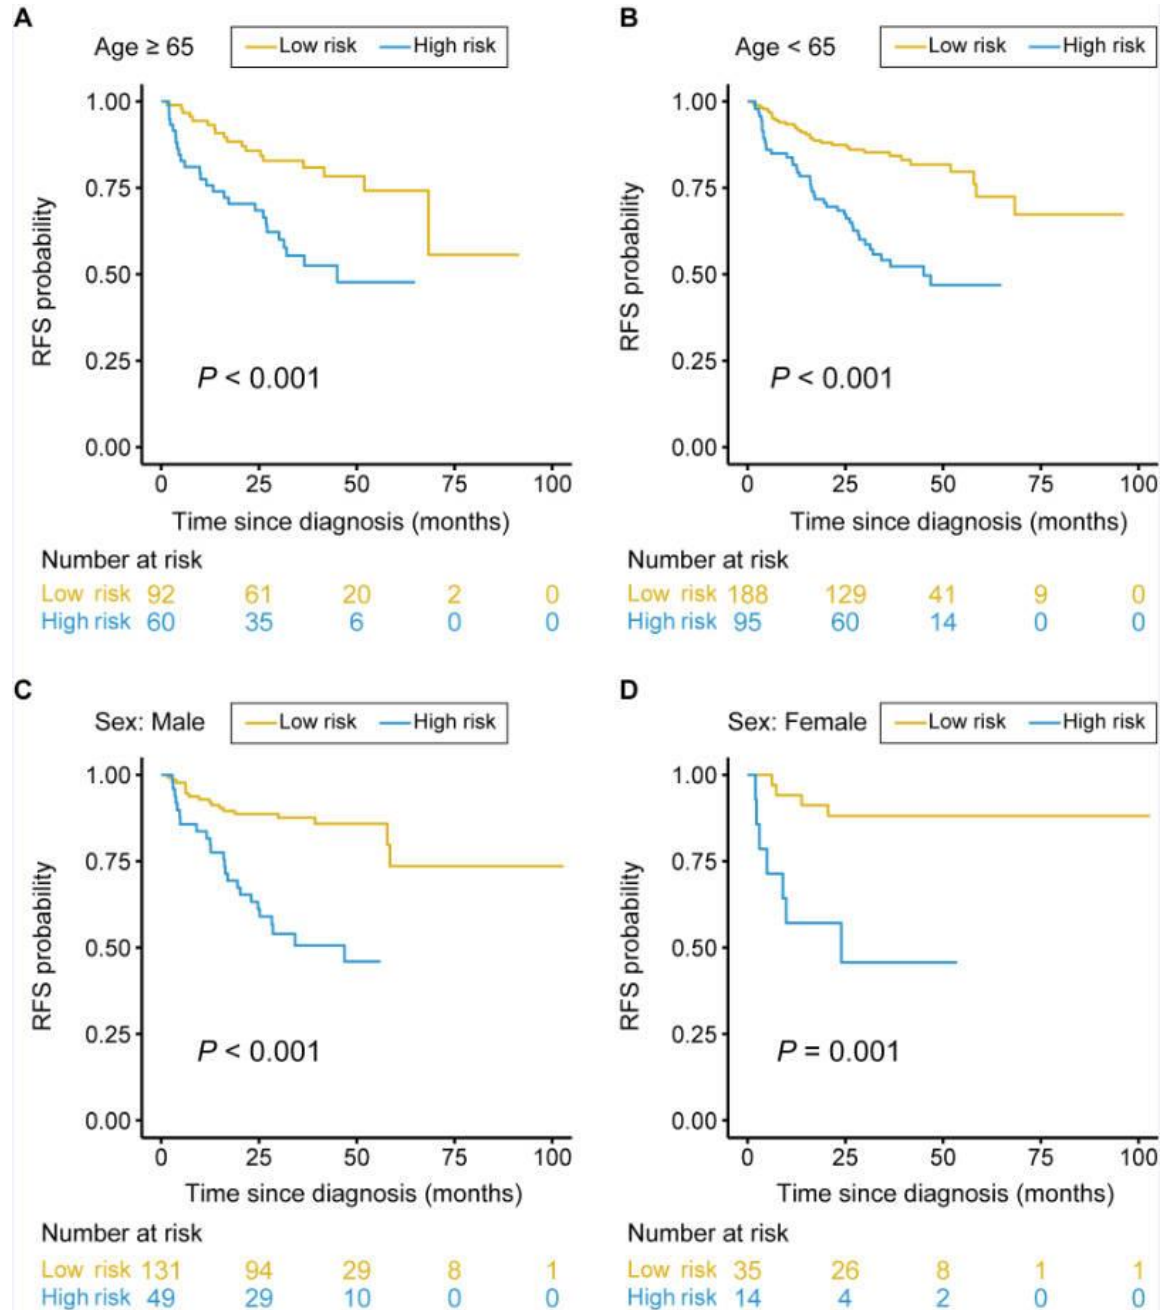 A
Age ≥ 65
Low risk High risk
1.00
0.75
0.50
0.25
0.00
RFS probability
P < 0.001
0 25 50 75 100
Time since diagnosis (months)
Number at risk
Low risk 92 61 20 2 0
High risk 60 35 6 0 0
B
Age < 65
Low risk High risk
1.00
0.75
0.50
0.25
0.00
RFS probability
P < 0.001
0 25 50 75 100
Time since diagnosis (months)
Number at risk
Low risk 188 129 41 9 0
High risk 95 60 14 0 0
C
Sex: Male
Low risk High risk
1.00
0.75
0.50
0.25
0.00
RFS probability
P < 0.001
0 25 50 75 100
Time since diagnosis (months)
Number at risk
Low risk 131 94 29 8 1
High risk 49 29 10 0 0
D
Sex: Female
Low risk High risk
1.00
0.75
0.50
0.25
0.00
RFS probability
P = 0.001
0 25 50 75 100
Time since diagnosis (months)
Number at risk
Low risk 35 26 8 1 1
High risk 14 4 2 0 0